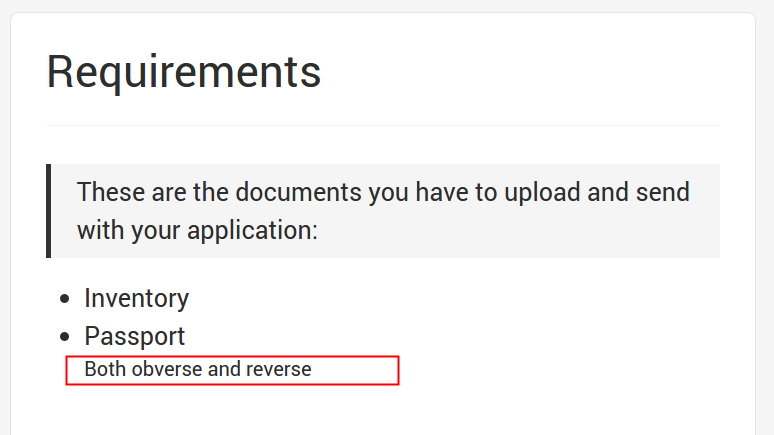 Requirements
These are the documents you have to upload and send
with your application:
Inventory
Passport
Both obverse and reverse